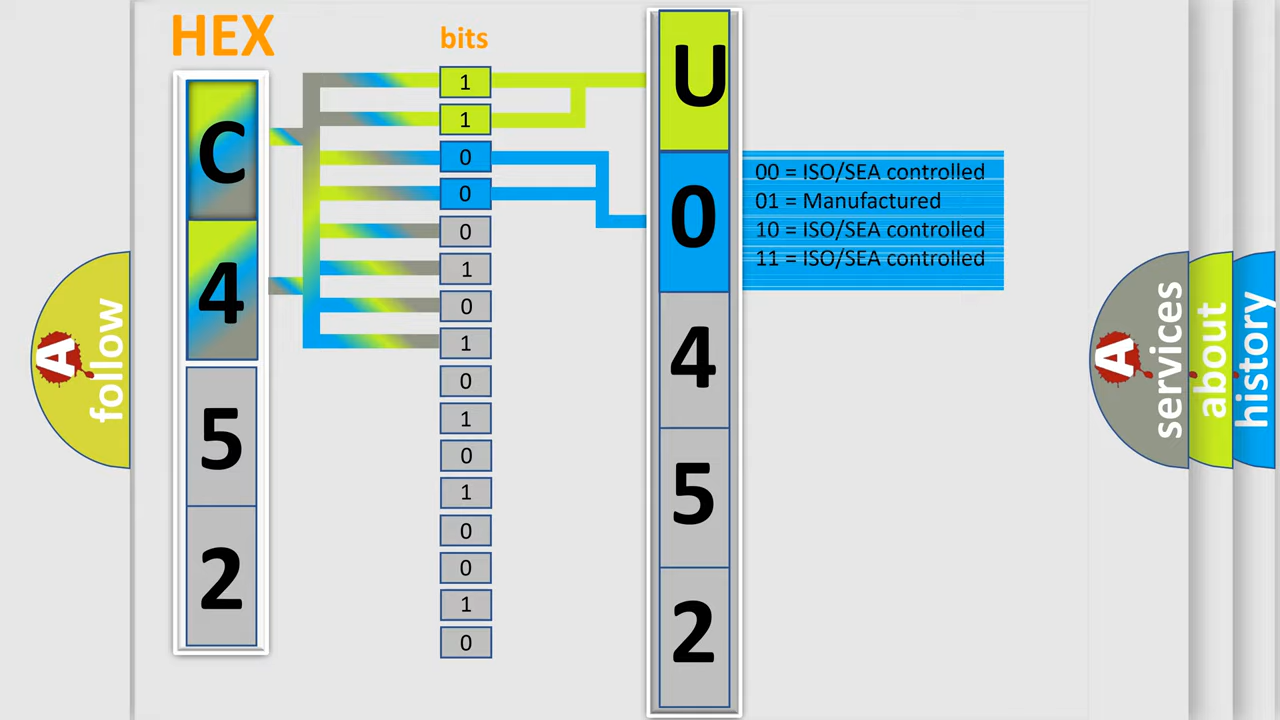 HEX
bits
C
4
5
2
1
1
0
0
0
1
0
1
0
1
0
1
0
0
1
0
U
0
4
5
2
00 = ISO/SEA controlled
01 = Manufactured
10 = ISO/SEA controlled
11 = ISO/SEA controlled
A
follow
A
services
about
history